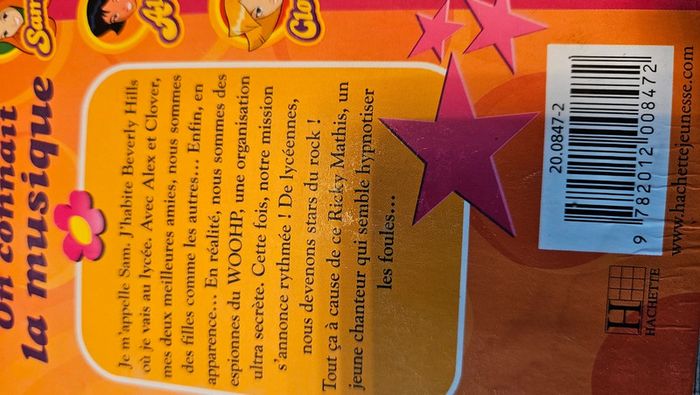 Sam
Al
Clo
On connaît
la musique
Je m'appelle Sam. J'habite Beverly Hills
où je vais au lycée. Avec Alex et Clover,
mes deux meilleures amies, nous sommes
des filles comme les autres... Enfin, en
apparence... En réalité, nous sommes des
espionnes du WOOHP, une organisation
ultra secrète. Cette fois, notre mission
s'annonce rythmée ! De lycéennes,
nous devenons stars du rock !
Tout ça à cause de ce Ricky Mathis, un
jeune chanteur qui semble hypnotiser
les foules...
20.0847-2
9 782012 008472
www.hachettejeunesse.com
H
HACHETTE